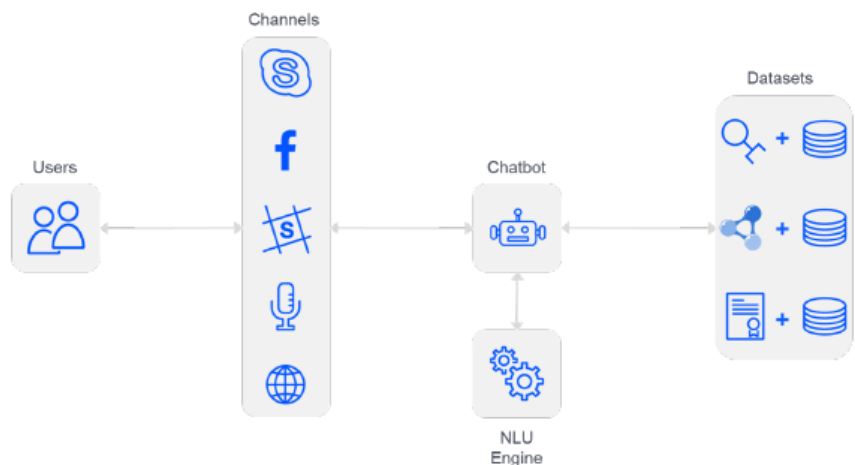 Channels
Datasets
S
f
+
Users
Chatbot
S
+
+
NLU
Engine